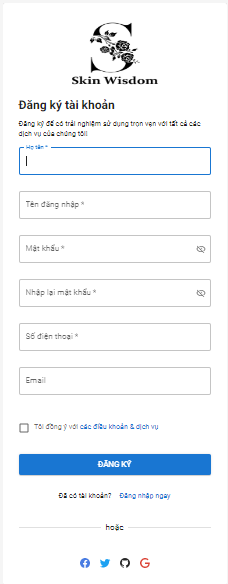 S
Skin Wisdom
Đăng ký tài khoản
Đăng ký để có trải nghiệm sử dụng trọn vẹn với tất cả các
dịch vụ của chúng tôi!
Họ tên *
Tên đăng nhập *
Mật khẩu *
Nhập lại mật khẩu *
Số điện thoại *
Email
Tôi đồng ý với các điều khoản & dịch vụ
ĐĂNG KÝ
Đã có tài khoản? Đăng nhập ngay
hoặc